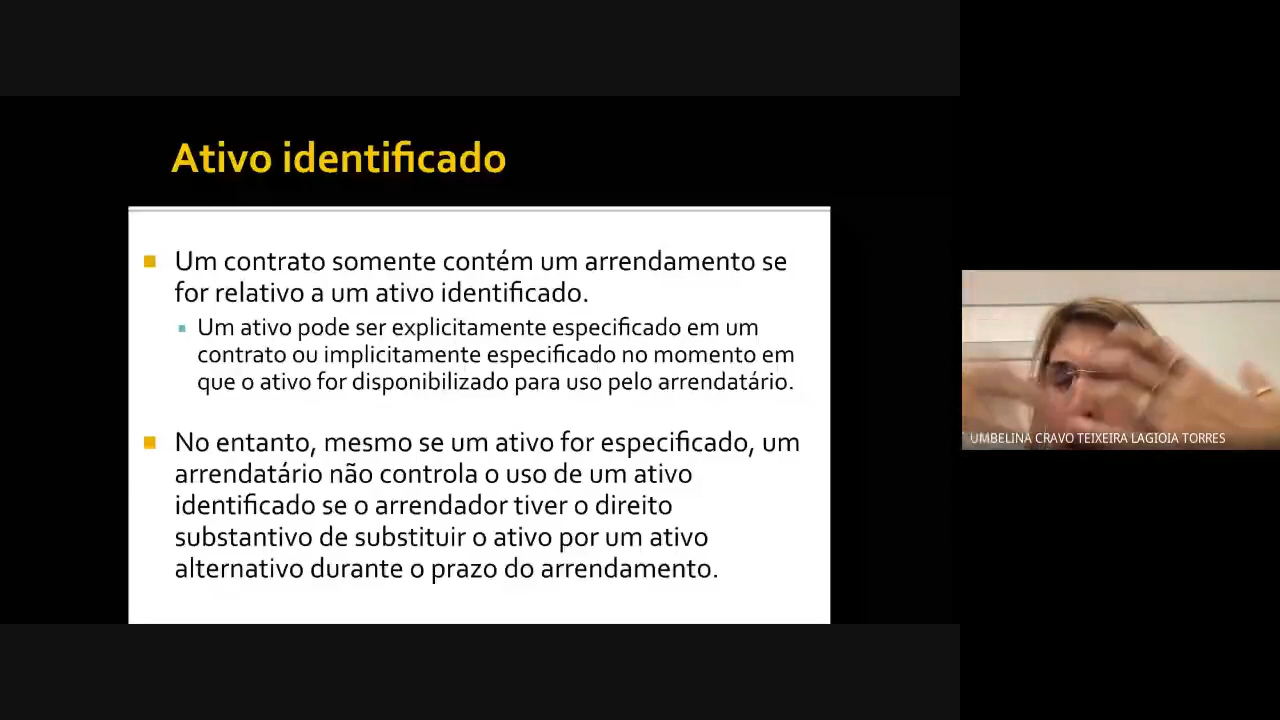 Ativo identificado
Um contrato somente contém um arrendamento se
for relativo a um ativo identificado.
Um ativo pode ser explicitamente especificado em um
contrato ou implicitamente especificado no momento em
que o ativo for disponibilizado para uso pelo arrendatário.
No entanto, mesmo se um ativo for especificado, um
arrendatário não controla o uso de um ativo
identificado se o arrendador tiver o direito
substantivo de substituir o ativo por um ativo
alternativo durante o prazo do arrendamento.
UMBELINA CRAVO TEIXEIRA LAGIOIA TORRES